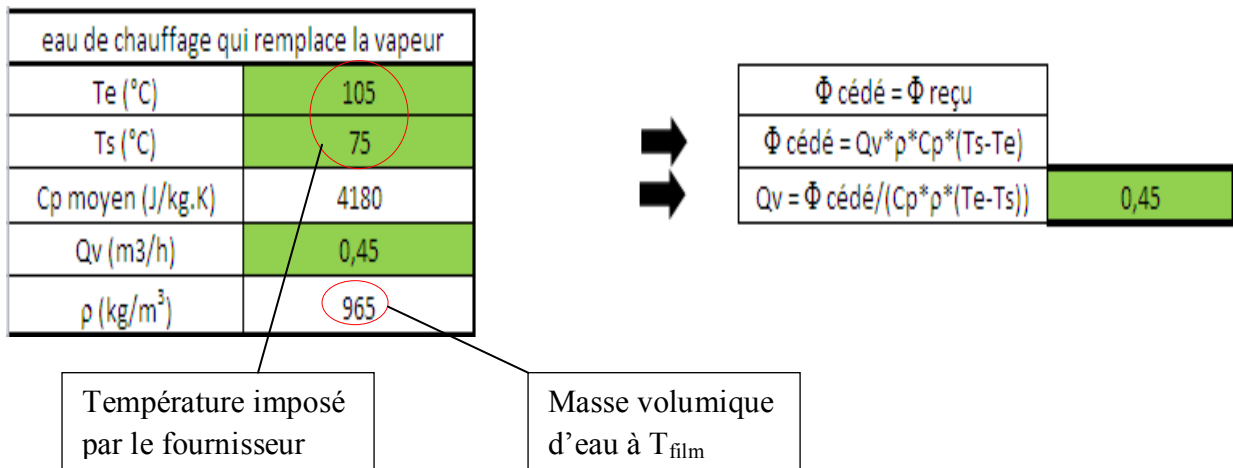 eau de chauffage qui remplace la vapeur
Te (°C) 105
Ts (°C) 75
Cp moyen (J/kg.K) 4180
Qv (m3/h) 0,45
ρ (kg/m³) 965
Φ cédé = Φ reçu
Φ cédé = Qv*ρ*Cp*(Ts-Te)
Qv = Φ cédé/(Cp*ρ*(Te-Ts)) 0,45
Température imposé
par le fournisseur
Masse volumique
d’eau à Tfilm